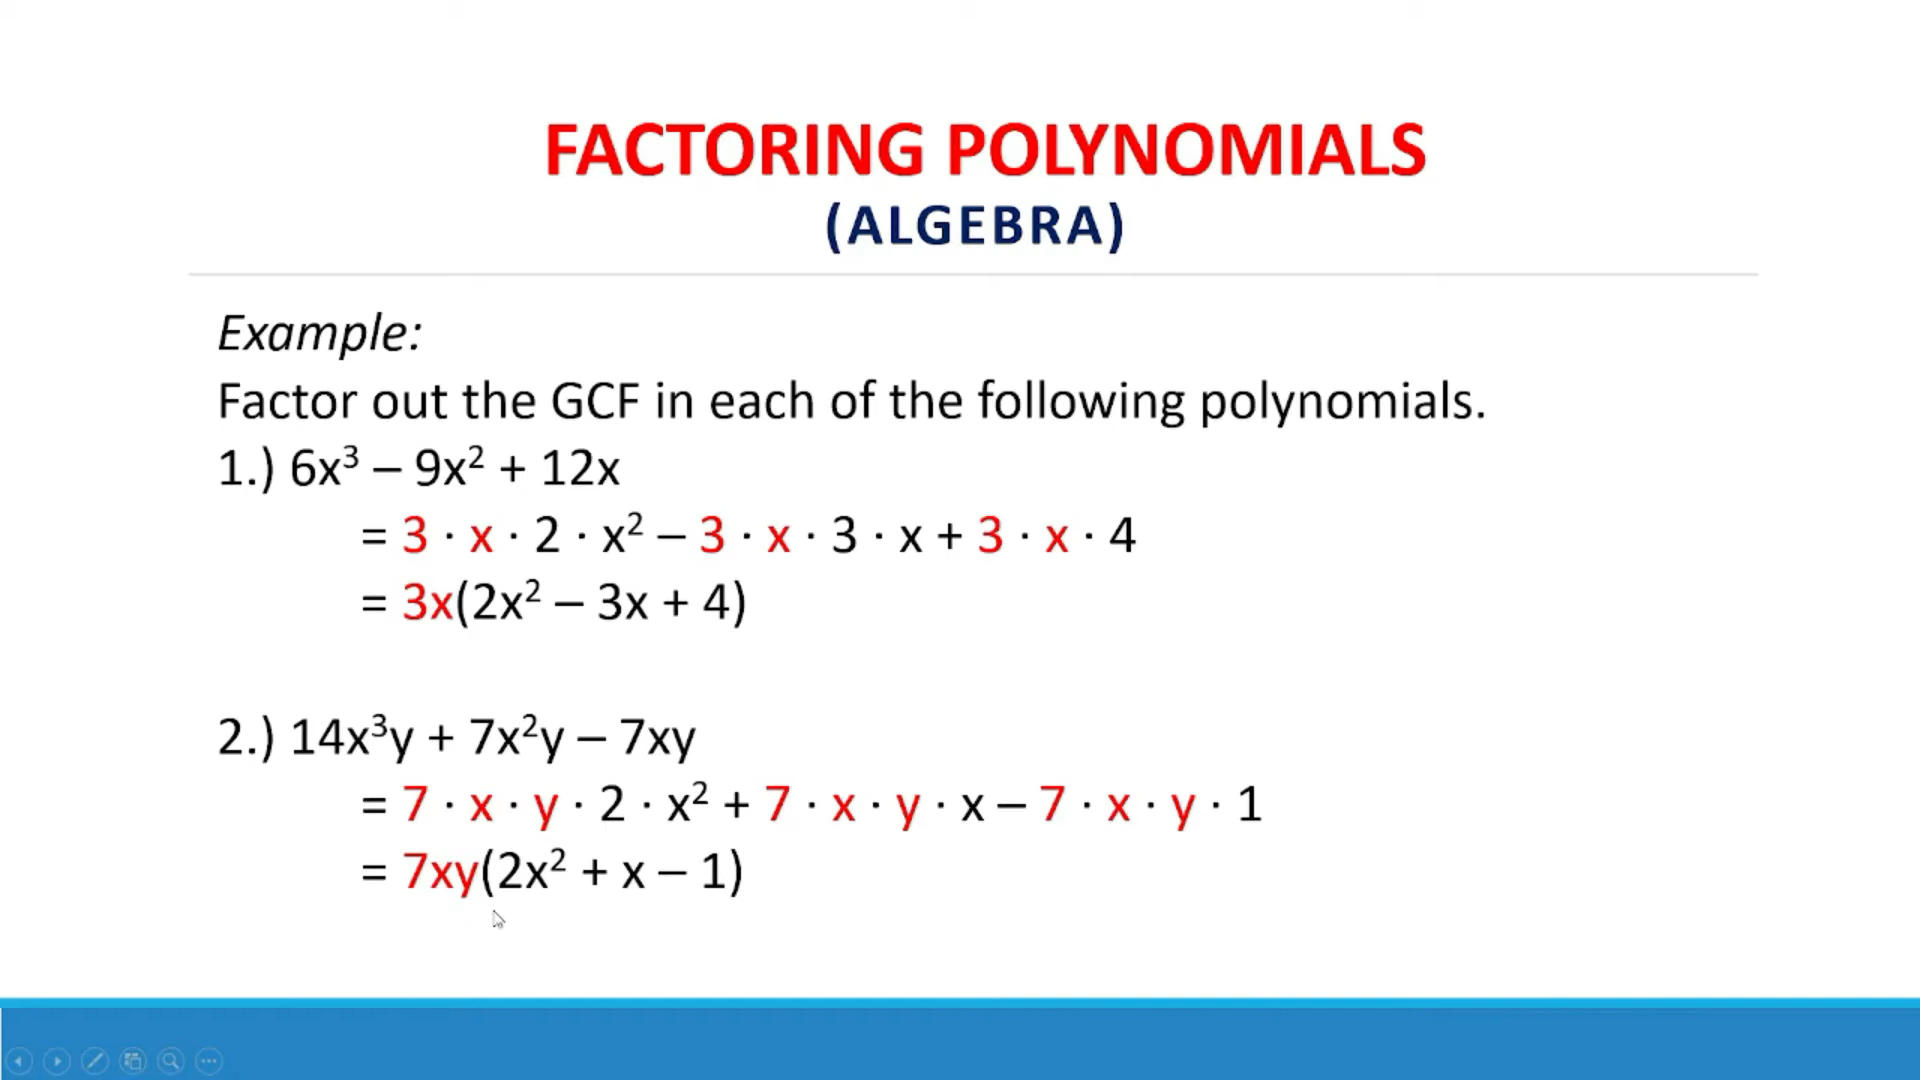 FACTORING POLYNOMIALS
(ALGEBRA)
Example:
Factor out the GCF in each of the following polynomials.
1.) 6x³ – 9x² + 12x
= 3 · x · 2 · x² – 3 · x · 3 · x + 3 · x · 4
= 3x(2x² – 3x + 4)
2.) 14x³y + 7x²y – 7xy
= 7 · x · y · 2 · x² + 7 · x · y · x – 7 · x · y · 1
= 7xy(2x² + x – 1)